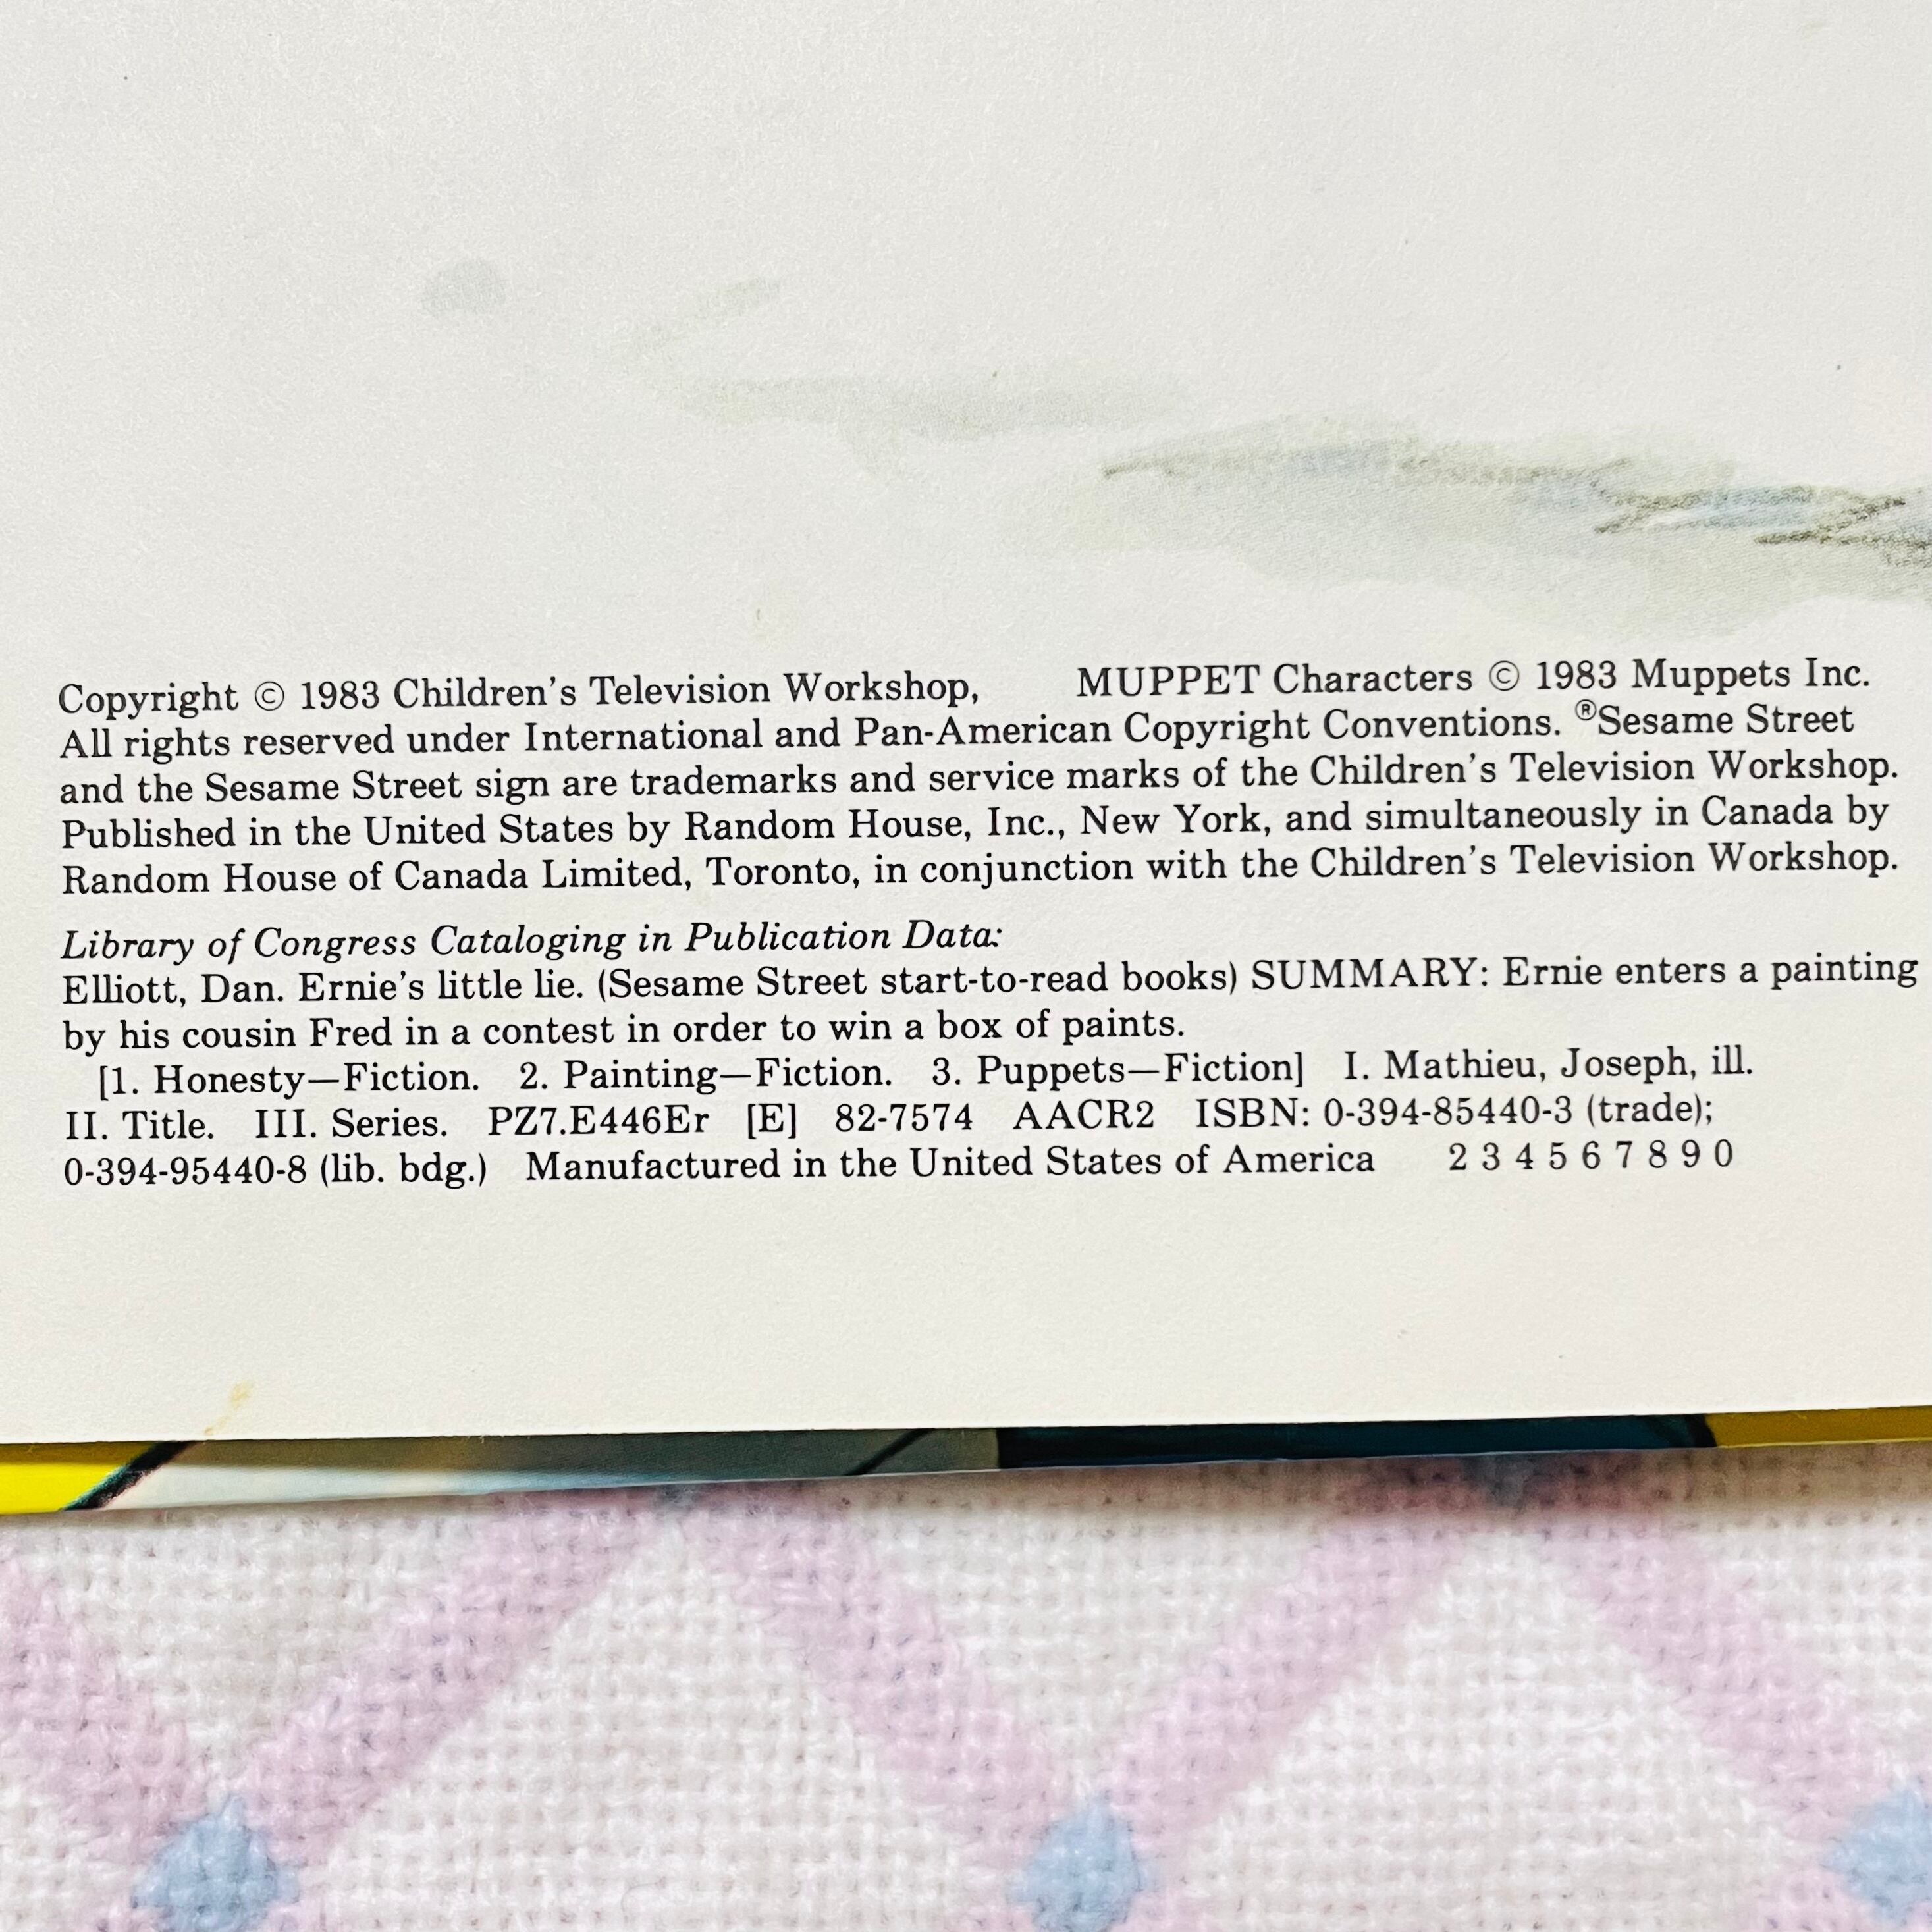 Copyright © 1983 Children's Television Workshop, MUPPET Characters © 1983 Muppets Inc.
All rights reserved under International and Pan-American Copyright Conventions. ®Sesame Street
and the Sesame Street sign are trademarks and service marks of the Children's Television Workshop.
Published in the United States by Random House, Inc., New York, and simultaneously in Canada by
Random House of Canada Limited, Toronto, in conjunction with the Children's Television Workshop.
Library of Congress Cataloging in Publication Data:
Elliott, Dan. Ernie's little lie. (Sesame Street start-to-read books) SUMMARY: Ernie enters a painting
by his cousin Fred in a contest in order to win a box of paints.
[1. Honesty—Fiction. 2. Painting—Fiction. 3. Puppets—Fiction] I. Mathieu, Joseph, ill.
II. Title. III. Series. PZ7.E446Er [E] 82-7574 AACR2 ISBN: 0-394-85440-3 (trade);
0-394-95440-8 (lib. bdg.) Manufactured in the United States of America 2 3 4 5 6 7 8 9 0